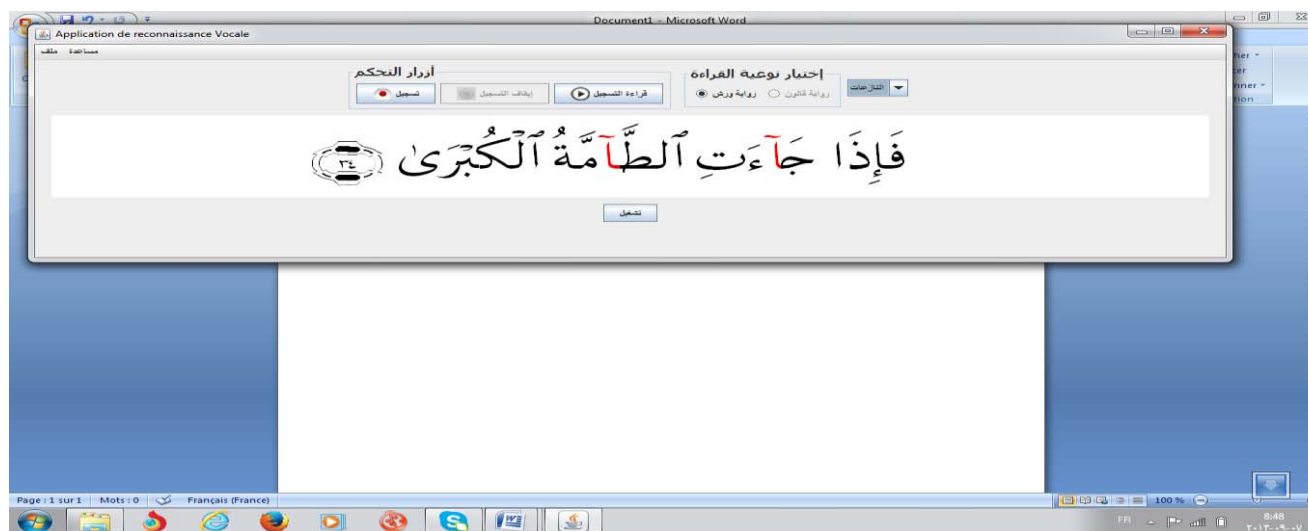 Document1 - Microsoft Word
Application de reconnaissance Vocale
ملف مساعدة
إختيار نوعية القراءة
أزرار التحكم
النازعات
رواية ورش
رواية قالون
قراءة التسجيل
إيقاف التسجيل
تسجيل
فَإِذَا جَآءَتِ ٱلطَّآمَّةُ ٱلْكُبْرَىٰ ٣٤
تشغيل
Page : 1 sur 1 Mots : 0 Français (France)
100 %
FR
8:48